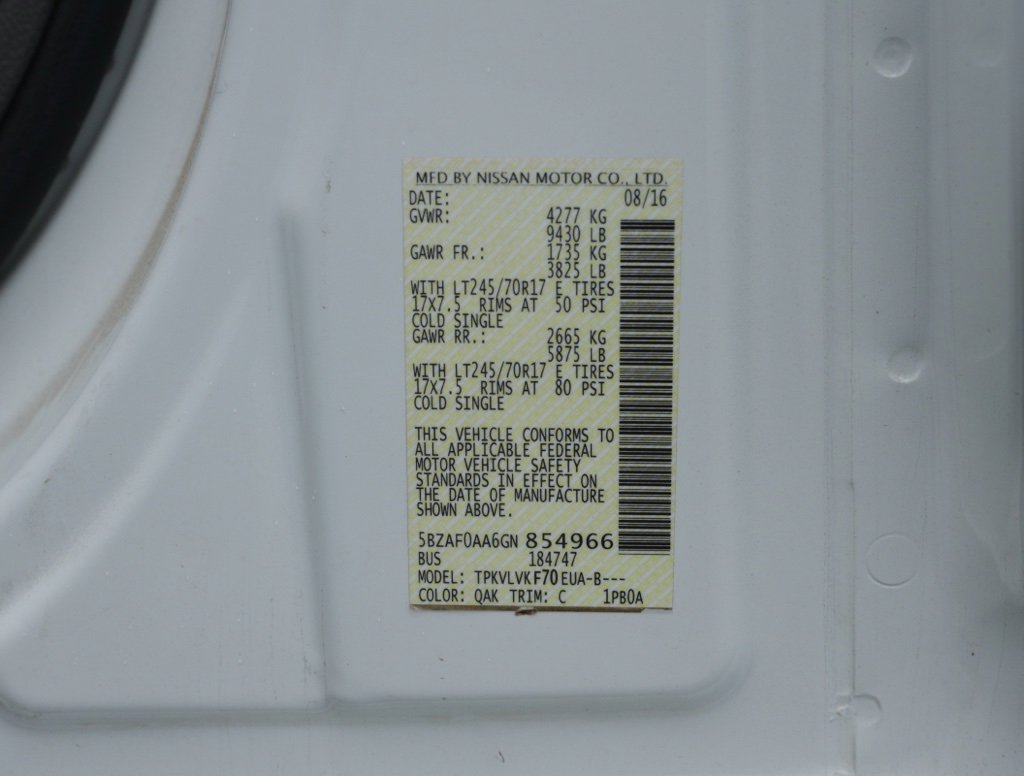 MFD BY NISSAN MOTOR CO., LTD.
DATE: 08/16
GVWR: 4277 KG
9430 LB
GAWR FR.: 1735 KG
3825 LB
WITH LT245/70R17 E TIRES
17X7.5 RIMS AT 50 PSI
COLD SINGLE
GAWR RR.: 2665 KG
5875 LB
WITH LT245/70R17 E TIRES
17X7.5 RIMS AT 80 PSI
COLD SINGLE
THIS VEHICLE CONFORMS TO
ALL APPLICABLE FEDERAL
MOTOR VEHICLE SAFETY
STANDARDS IN EFFECT ON
THE DATE OF MANUFACTURE
SHOWN ABOVE.
5BZAF0AA6GN 854966
BUS 184747
MODEL: TPKVLVK F70 EUA-B---
COLOR: QAK TRIM: C 1PB0A